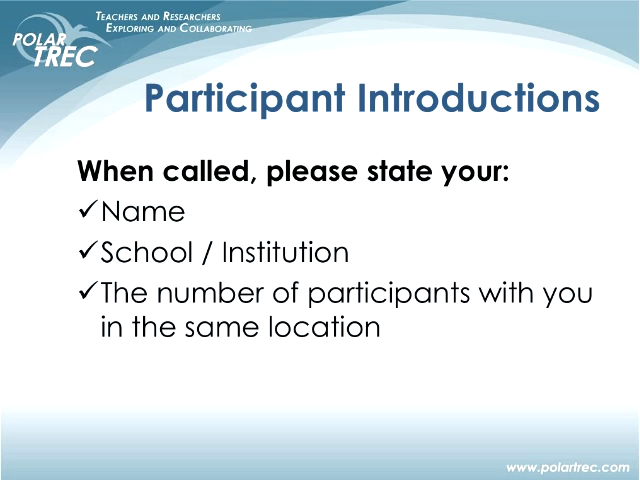 TEACHERS AND RESEARCHERS
EXPLORING AND COLLABORATING
POLAR
TREC
Participant Introductions
When called, please state your:
✓Name
✓School / Institution
✓The number of participants with you
in the same location
www.polartrec.com